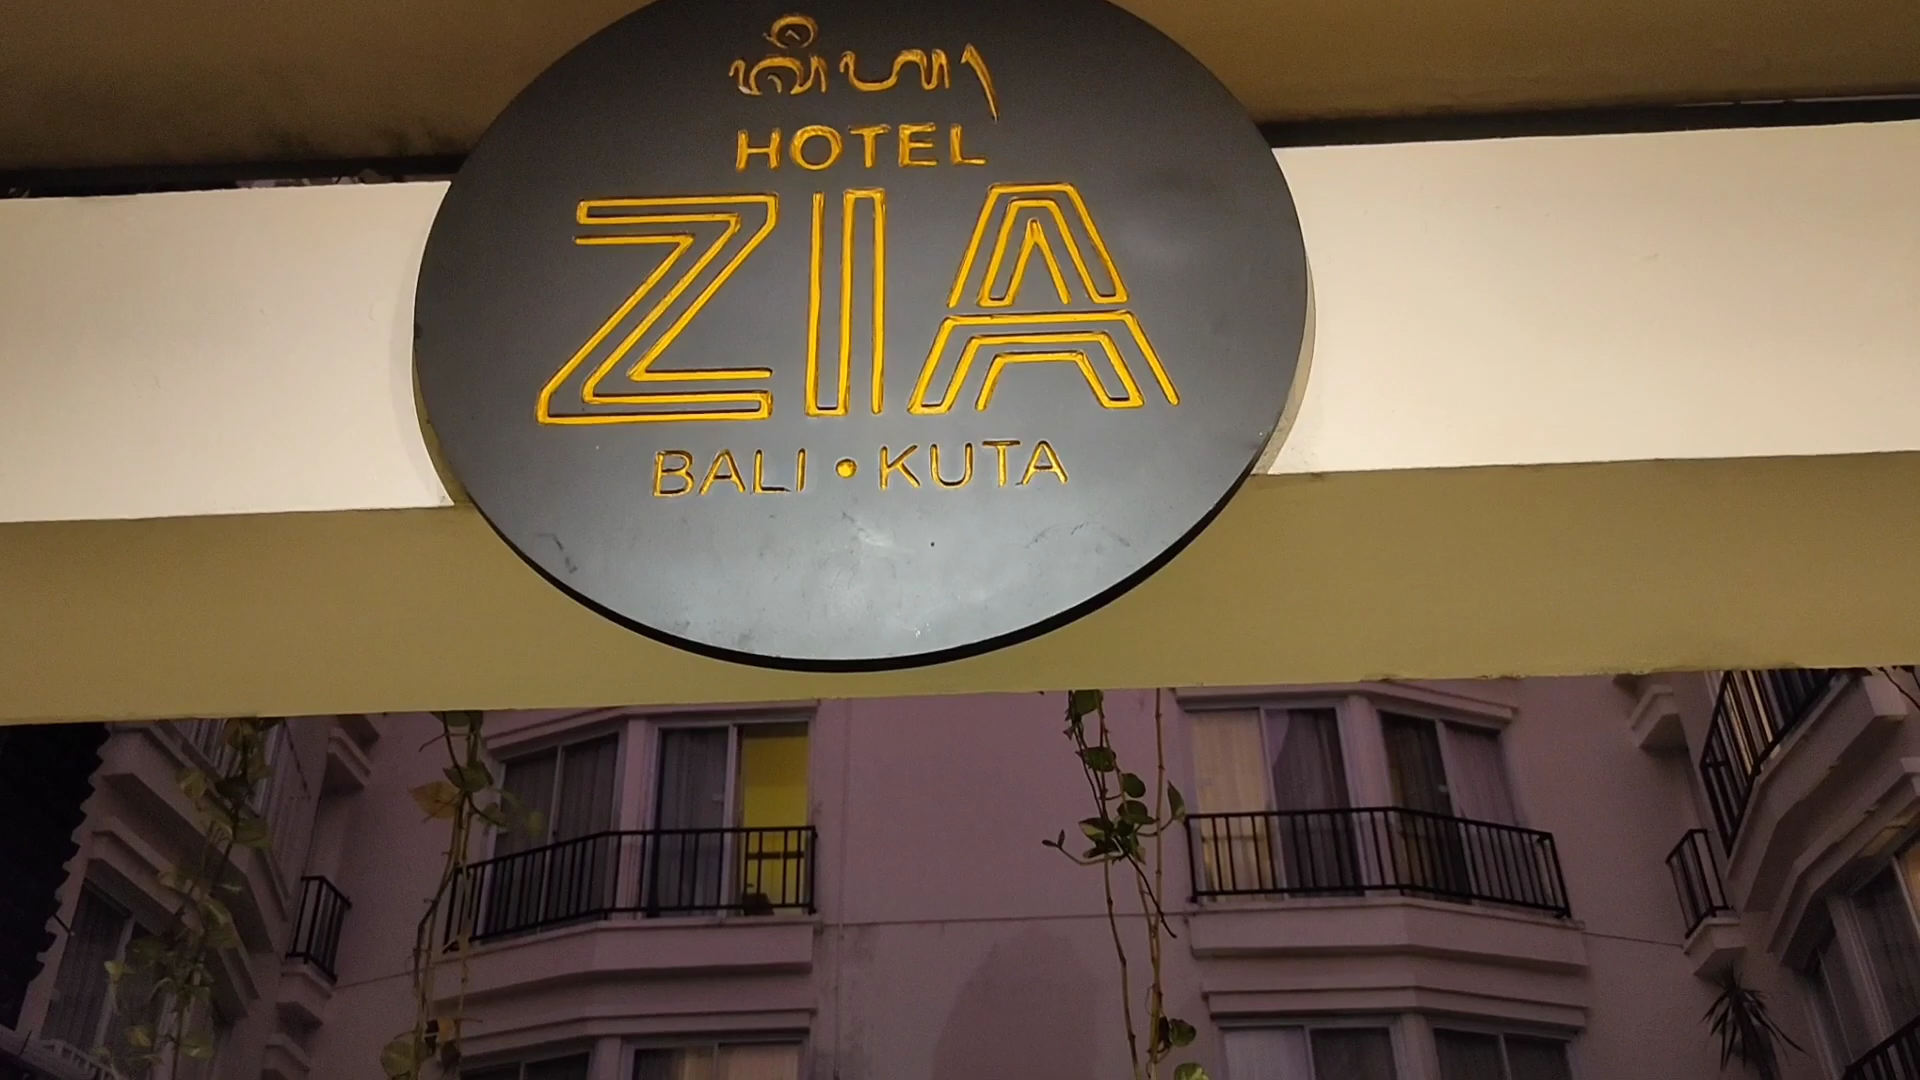 ᬲᬶᬳ
HOTEL
ZIA
BALI • KUTA